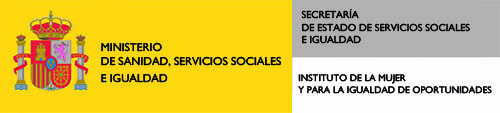 MINISTERIO
DE SANIDAD, SERVICIOS SOCIALES
E IGUALDAD
SECRETARÍA
DE ESTADO DE SERVICIOS SOCIALES
E IGUALDAD
INSTITUTO DE LA MUJER
Y PARA LA IGUALDAD DE OPORTUNIDADES